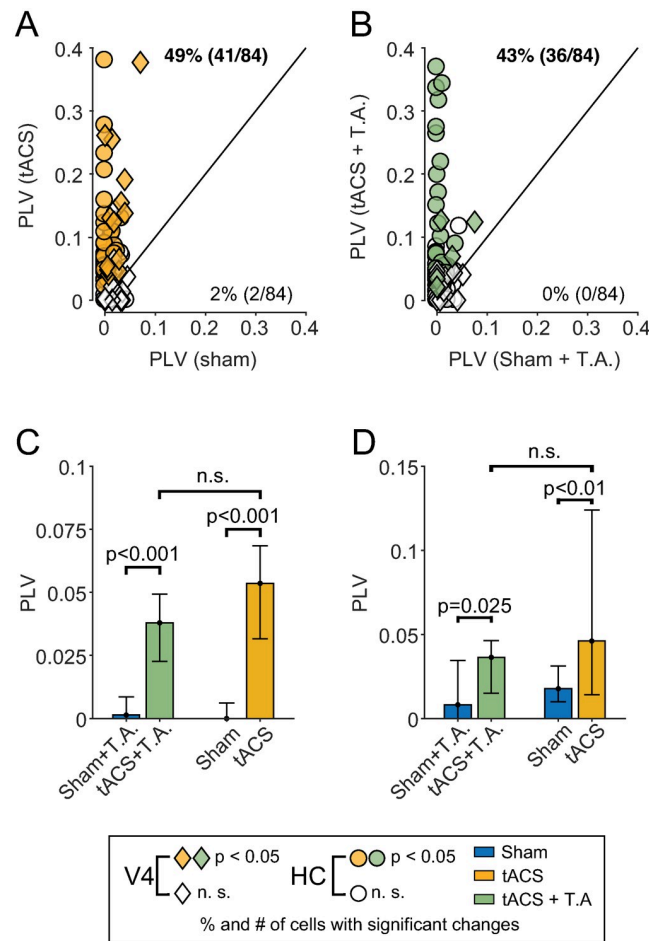 A
49% (41/84)
0.4
0.3
0.2
0.1
0
PLV (tACS)
2% (2/84)
0 0.1 0.2 0.3 0.4
PLV (sham)
B
43% (36/84)
0.4
0.3
0.2
0.1
0
PLV (tACS + T.A.)
0% (0/84)
0 0.1 0.2 0.3 0.4
PLV (Sham + T.A.)
C
0.1
0.075
0.05
0.025
0
PLV
n.s.
p<0.001
p<0.001
Sham+T.A.
tACS+T.A.
Sham
tACS
D
0.15
0.1
0.05
0
PLV
n.s.
p<0.01
p=0.025
Sham+T.A.
tACS+T.A.
Sham
tACS
V4
p < 0.05
n. s.
HC
p < 0.05
n. s.
Sham
tACS
tACS + T.A
% and # of cells with significant changes